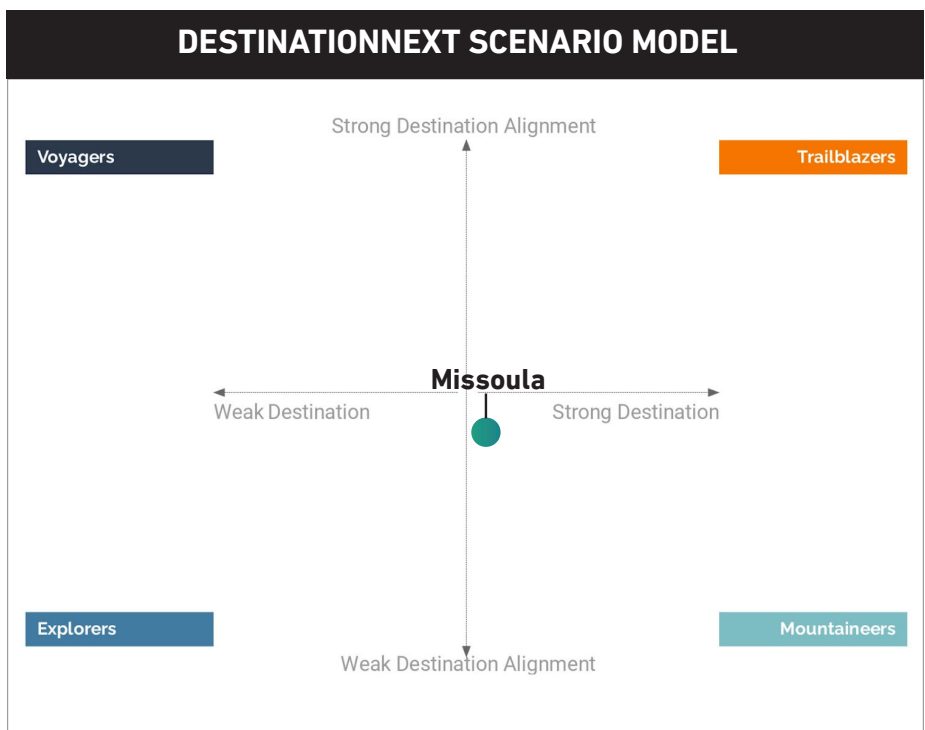 DESTINATIONNEXT SCENARIO MODEL
Strong Destination Alignment
Voyagers
Trailblazers
Missoula
Weak Destination
Strong Destination
Explorers
Mountaineers
Weak Destination Alignment